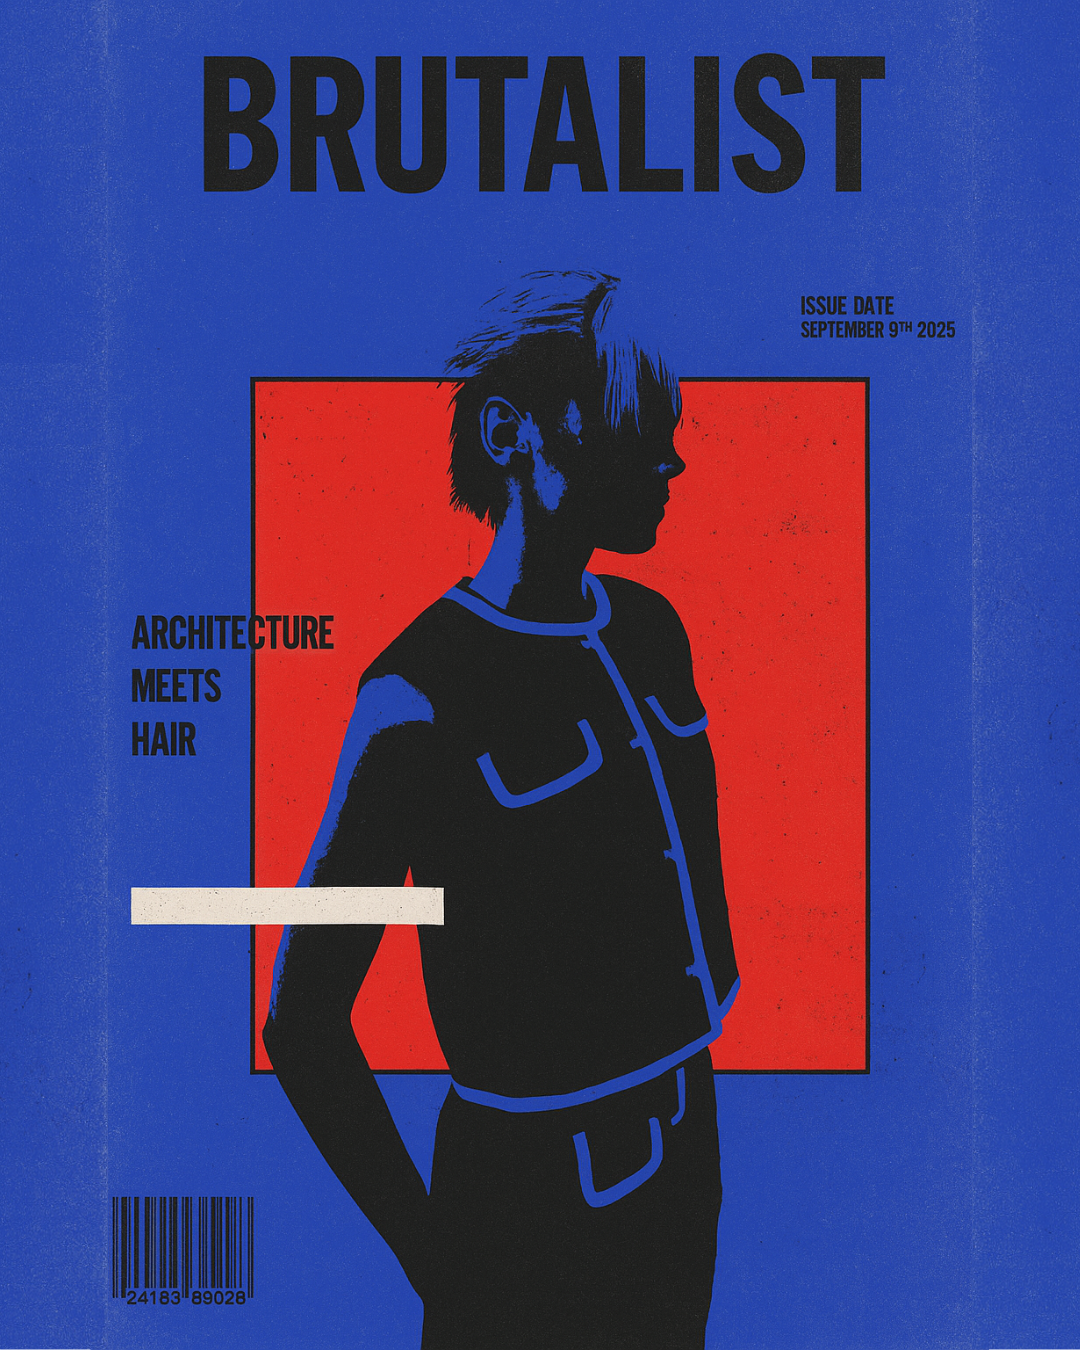 BRUTALIST
ISSUE DATE
SEPTEMBER 9TH 2025
ARCHITECTURE
MEETS
HAIR
24183 89028